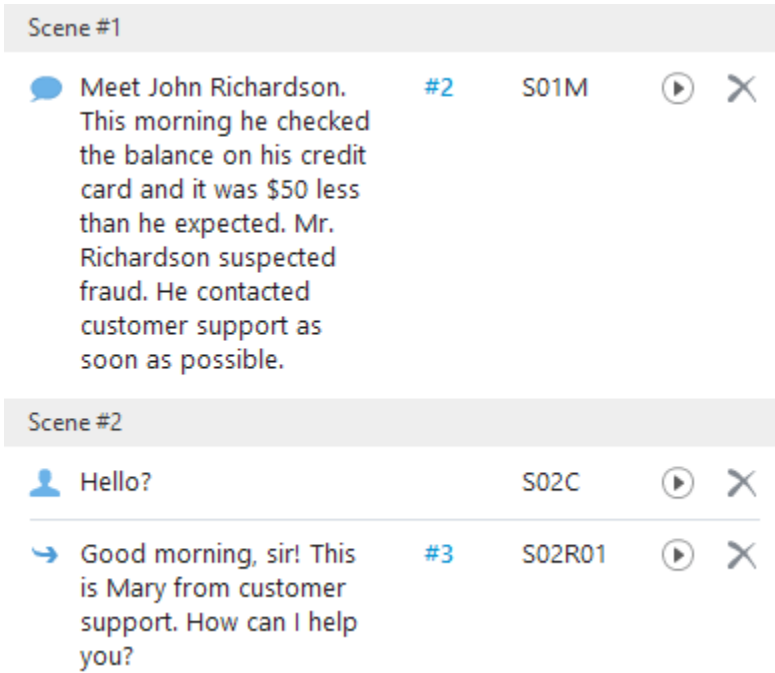 Scene #1
Meet John Richardson. #2 S01M
This morning he checked
the balance on his credit
card and it was $50 less
than he expected. Mr.
Richardson suspected
fraud. He contacted
customer support as
soon as possible.
Scene #2
Hello? S02C
Good morning, sir! This #3 S02R01
is Mary from customer
support. How can I help
you?